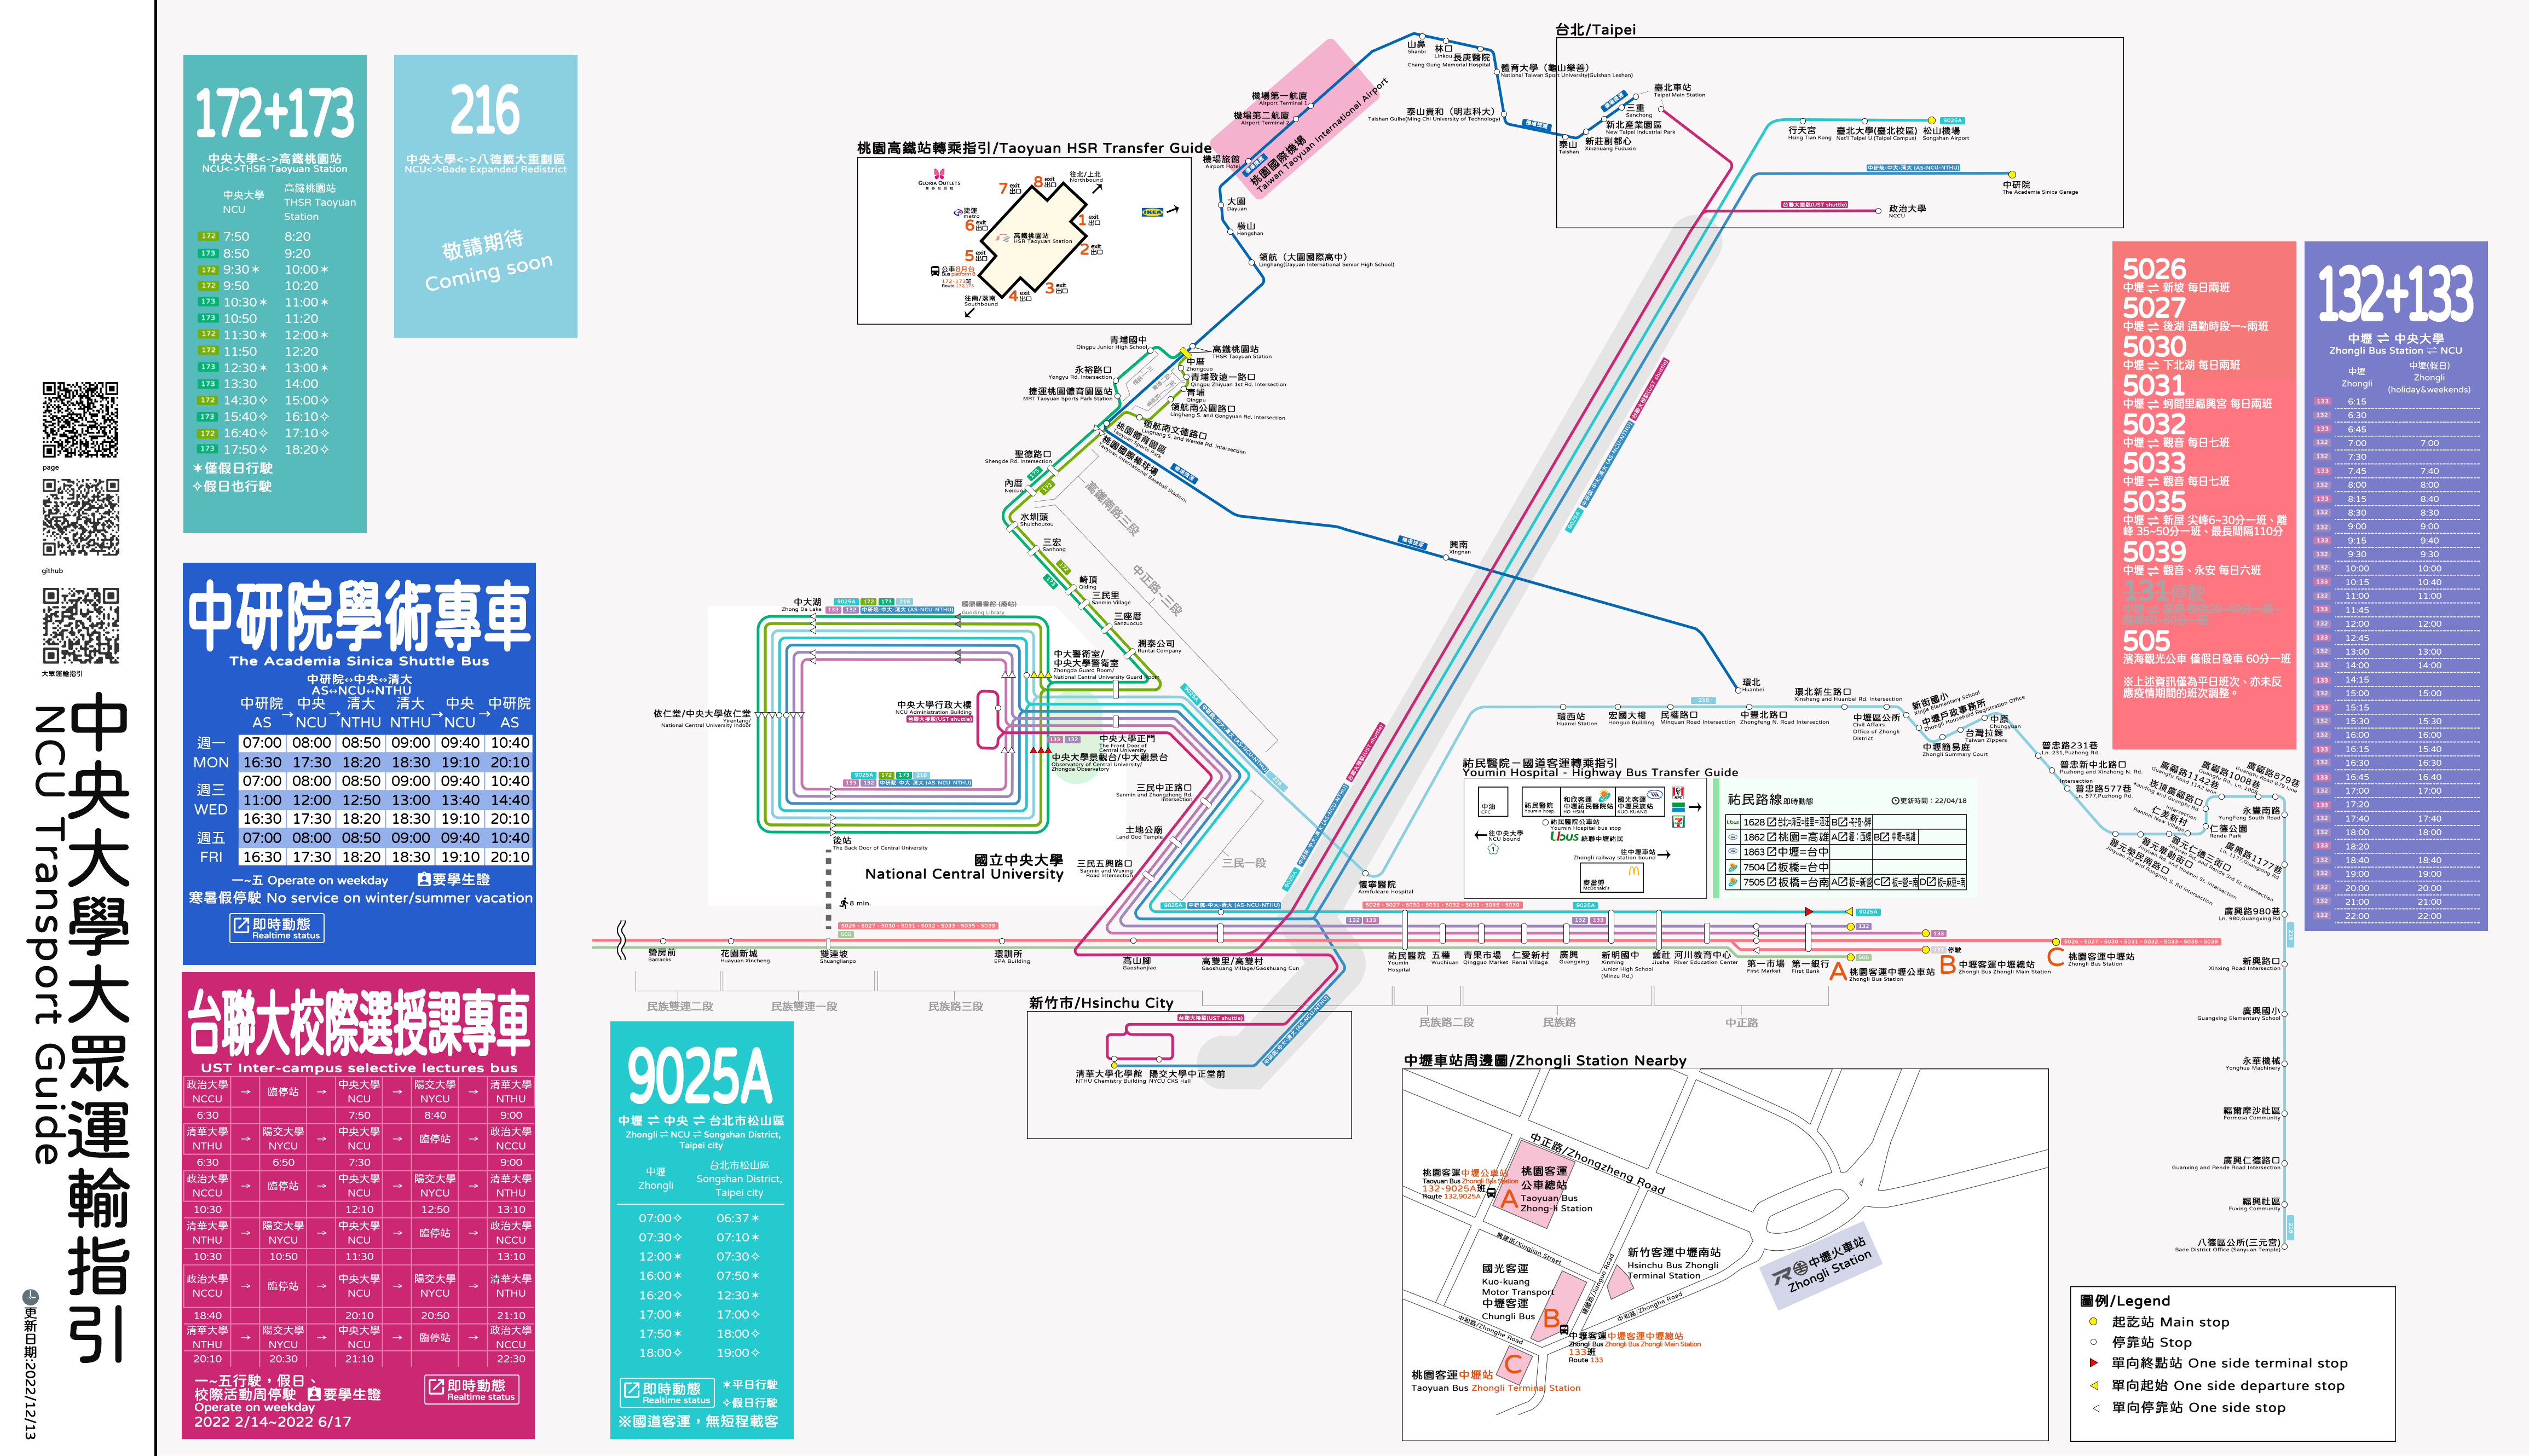 中央大學大眾運輸指引
NCU Transport Guide
page
github
大眾運輸指引
更新日期:2022/12/13
172+173
中央大學<->高鐵桃園站
NCU<->THSR Taoyuan Station
中央大學 高鐵桃園站
NCU THSR Taoyuan
Station
172 7:50 8:20
173 8:50 9:20
172 9:30✶ 10:00✶
172 9:50 10:20
173 10:30✶ 11:00✶
173 10:50 11:20
172 11:30✶ 12:00✶
172 11:50 12:20
173 12:30✶ 13:00✶
173 13:30 14:00
172 14:30✧ 15:00✧
173 15:40✧ 16:10✧
172 16:40✧ 17:10✧
173 17:50✧ 18:20✧
✶僅假日行駛
✧假日也行駛
216
中央大學<->八德擴大重劃區
NCU<->Bade Expanded Redistrict
敬請期待
Coming soon
中研院學術專車
The Academia Sinica Shuttle Bus
中研院↔中央↔清大
AS↔NCU↔NTHU
中研院 中央 清大 清大 中央 中研院
AS → NCU → NTHU NTHU → NCU → AS
週一 07:00 08:00 08:50 09:00 09:40 10:40
MON 16:30 17:30 18:20 18:30 19:10 20:10
07:00 08:00 08:50 09:00 09:40 10:40
週三
WED 11:00 12:00 12:50 13:00 13:40 14:40
16:30 17:30 18:20 18:30 19:10 20:10
週五 07:00 08:00 08:50 09:00 09:40 10:40
FRI 16:30 17:30 18:20 18:30 19:10 20:10
一~五 Operate on weekday 要學生證
寒暑假停駛 No service on winter/summer vacation
即時動態
Realtime status
台聯大校際選授課專車
UST Inter-campus selective lectures bus
政治大學 → 臨停站 → 中央大學 → 陽交大學 → 清華大學
NCCU NCU NYCU NTHU
6:30 7:50 8:40 9:00
清華大學 → 陽交大學 → 中央大學 → 臨停站 → 政治大學
NTHU NYCU NCU NCCU
6:30 6:50 7:30 9:00
政治大學 → 臨停站 → 中央大學 → 陽交大學 → 清華大學
NCCU NCU NYCU NTHU
10:30 12:10 12:50 13:10
清華大學 → 陽交大學 → 中央大學 → 臨停站 → 政治大學
NTHU NYCU NCU NCCU
10:30 10:50 11:30 13:10
政治大學 → 臨停站 → 中央大學 → 陽交大學 → 清華大學
NCCU NCU NYCU NTHU
18:40 20:10 20:50 21:10
清華大學 → 陽交大學 → 中央大學 → 臨停站 → 政治大學
NTHU NYCU NCU NCCU
20:10 20:30 21:10 22:30
一~五行駛，假日、
校際活動周停駛 要學生證
Operate on weekday
2022 2/14~2022 6/17
即時動態
Realtime status
9025A
中壢 ⇌ 中央 ⇌ 台北市松山區
Zhongli ⇌ NCU ⇌ Songshan District,
Taipei city
中壢 台北市松山區
Zhongli Songshan District,
Taipei city
07:00✧ 06:37✶
07:30✧ 07:10✶
12:00✶ 07:30✧
16:00✶ 07:50✶
16:20✧ 12:30✶
17:00✶ 17:00✧
17:50✶ 18:00✧
18:00✧ 19:00✧
即時動態
Realtime status
✶平日行駛
✧假日行駛
※國道客運，無短程載客
桃園高鐵站轉乘指引/Taoyuan HSR Transfer Guide
GLORIA OUTLETS
往北/上北
Northbound
7 exit 出口
8 exit 出口
捷運
metro
6 exit 出口
1 exit 出口
IKEA
高鐵桃園站
HSR Taoyuan Station
5 exit 出口
2 exit 出口
公車8月台
4 exit 出口
3 exit 出口
往南/落南
Southbound
台北/Taipei
山鼻
Shanbi
林口
Linkou
長庚醫院
Chang Gung Memorial Hospital
體育大學（龜山樂善）
National Taiwan Sport University(Guishan Leshan)
泰山貴和（明志科大）
Taishan Guihe(Ming Chi University of Technology)
泰山
Taishan
新莊副都心
Xinzhuang Fuduxin
新北產業園區
New Taipei Industrial Park
三重
Sanchong
臺北車站
Taipei Main Station
機場第一航廈
Airport Terminal 1
機場第二航廈
Airport Terminal 2
機場旅館
Airport Hotel
桃園國際機場
Taiwan Taoyuan International Airport
大園
Dayuan
橫山
Hengshan
領航（大園國際高中）
Linghang(Dayuan International Senior High School)
行天宮
Hsing Tian Kong
臺北大學(臺北校區)
Nat'l Taipei U.(Taipei Campus)
松山機場
Songshan Airport
9025A
中研院-中大-清大 (AS-NCU-NTHU)
中研院
The Academia Sinica Garage
台聯大接駁(UST shuttle)
政治大學
NCCU
青埔國中
Qingpu Junior High School
高鐵桃園站
THSR Taoyuan Station
中厝
Zhongcuo
永裕路口
Yongyu Rd. Intersection
青埔致遠一路口
Qingpu Zhiyuan 1st Rd. Intersection
青埔
Qingpu
捷運桃園體育園區站
MRT Taoyuan Sports Park Station
領航南公園路口
Linghang S. and Gongyuan Rd. Intersection
領航南文德路口
Linghang S. and Wende Rd. Intersection
桃園體育園區
Taoyuan Sports Park
桃園國際棒球場
Taoyuan International Baseball Stadium
聖德路口
Shengde Rd. Intersection
內厝
Neicuo
水圳頭
Shuichoutou
三宏
Sanhong
崎頂
Qiding
三民里
Sanmin Village
三座厝
Sanzuocuo
潤泰公司
Runtai Company
高鐵南路三段
中正路~三段
興南
Xingnan
環北
Huanbei
中大湖
Zhong Da Lake
國鼎圖書館 (原站)
Guoding Library
中大警衛室/
中央大學警衛室
Zhongda Guard Room/
National Central University Guard Room
中央大學行政大樓
NCU Administration Building
台聯大接駁(UST shuttle)
依仁堂/中央大學依仁堂
Yirentang/
National Central University Indoor
中央大學正門
The Front Door of
Central University
中央大學景觀台/中大觀景台
Observatory of Central University/
Zhongda Observatory
後站
The Back Door of Central University
國立中央大學
National Central University
8 min.
三民中正路口
Sanmin and Zhongzheng Rd.
Intersection
土地公廟
Land God Temple
三民五興路口
Sanmin and Wuxing
Road Intersection
三民一段
懷寧醫院
Armfulcare Hospital
5026・5027・5030・5031・5032・5033・5035・5039
505
營房前
Barracks
花園新城
Huayuan Xincheng
雙連坡
Shuanglianpo
環訓所
EPA Building
高山腳
Gaoshanjiao
高雙里/高雙村
Gaoshuang Village/Gaoshuang Cun
祐民醫院
Youmin
Hospital
五權
Wuchuan
青果市場
Qingguo Market
仁愛新村
Renai Village
廣興
Guangxing
新明國中
Xinming
Junior High School
(Minzu Rd.)
舊社
Jiushe
河川教育中心
River Education Center
第一市場
First Market
第一銀行
First Bank
A 桃園客運中壢公車站
Zhongli Bus Station
B 中壢客運中壢總站
Zhongli Bus Zhongli Main Station
C 桃園客運中壢站
Zhongli Bus Station
民族雙連二段
民族雙連一段
民族路三段
民族路二段
民族路
中正路
新竹市/Hsinchu City
台聯大接駁(UST shuttle)
清華大學化學館
NTHU Chemistry Building
陽交大學中正堂前
NYCU CKS Hall
祐民醫院－國道客運轉乘指引
Youmin Hospital - Highway Bus Transfer Guide
中油
CPC
祐民醫院
和欣客運
中壢祐民醫院站
國光客運
中壢民族站
祐民醫院公車站
Youmin Hospital bus stop
往中央大學
NCU bound
Ubus 統聯中壢祐民
往中壢車站
Zhongli railway station bound
麥當勞
McDonald's
祐民路線即時動態
更新時間：22/04/18
1628
1862 桃園=高雄
1863 中壢=台中
7504 板橋=台中
7505 板橋=台南
環西站
Huanxi Station
宏國大樓
Hongguo Building
民權路口
Minquan Road Intersection
中豐北路口
Zhongfeng N. Road Intersection
環北新生路口
Xinsheng and Huanbei Rd. Intersection
中壢區公所
Civil Affairs
Office of Zhongli
District
新街國小
Xinjie Elementary School
中壢戶政事務所
Zhongli Household Registration Office
中壢簡易庭
Zhongli Summary Court
台灣拉鍊
Taiwan Zippers
中原
Chungyuan
普忠路231巷
Ln. 231,Puzhong Rd.
普忠新中北路口
Puzhong and Xinzhong N. Rd.
Intersection
普忠路577巷
Ln. 577,Puzhong Rd.
晉元榮民南路口
晉元華勛街口
晉元仁德三街口
仁美新村
Renmei New Village
仁德公園
Rende Park
崁頂廣福路口
廣福路1142巷
廣福路1008巷
廣福路879巷
永豐南路
YungFeng South Road
廣興路1177巷
廣興路980巷
Ln. 980,Guangxing Rd
新興路口
Xinxing Road Intersection
廣興國小
Guangxing Elementary School
永華機械
Yonghua Machinery
福爾摩沙社區
Formosa Community
廣興仁德路口
Guanxing and Rende Road Intersection
福興社區
Fuxing Community
八德區公所(三元宮)
Bade District Office (Sanyuan Temple)
中壢車站周邊圖/Zhongli Station Nearby
中正路/Zhongzheng Road
桃園客運中壢公車站
Taoyuan Bus Zhongli Bus Station
132、9025A班
Route 132,9025A
桃園客運
公車總站
A Taoyuan Bus
Zhong-li Station
新竹客運中壢南站
Hsinchu Bus Zhongli
Terminal Station
國光客運
Kuo-kuang
Motor Transport
中壢客運
Chungli Bus
B
中和路/Zhonghe Road
中壢客運中壢客運中壢總站
Zhongli Bus Zhongli Bus Zhongli Main Station
133班
Route 133
C
桃園客運中壢站
Taoyuan Bus Zhongli Terminal Station
中壢火車站
Zhongli Station
5026
中壢 ⇌ 新坡 每日兩班
5027
中壢 ⇌ 後湖 通勤時段一~兩班
5030
中壢 ⇌ 下北湖 每日兩班
5031
中壢 ⇌ 蚵間里福興宮 每日兩班
5032
中壢 ⇌ 觀音 每日七班
5033
中壢 ⇌ 觀音 每日七班
5035
中壢 ⇌ 新屋 尖峰6~30分一班、離
峰 35~50分一班、最長間隔110分
5039
中壢 ⇌ 觀音、永安 每日六班
131停駛
505
濱海觀光公車 僅假日發車 60分一班
※上述資訊僅為平日班次、亦未反
應疫情期間的班次調整。
132+133
中壢 ⇌ 中央大學
Zhongli Bus Station ⇌ NCU
中壢 中壢(假日)
Zhongli Zhongli
(holiday&weekends)
133 6:15
132 6:30
133 6:45
132 7:00 7:00
132 7:30
133 7:45 7:40
132 8:00 8:00
133 8:15 8:40
132 8:30 8:30
132 9:00 9:00
133 9:15 9:40
132 9:30 9:30
132 10:00 10:00
133 10:15 10:40
132 11:00 11:00
133 11:45
132 12:00 12:00
133 12:45
132 13:00 13:00
132 14:00 14:00
133 14:15
132 15:00 15:00
133 15:15
132 15:30 15:30
132 16:00 16:00
133 16:15 15:40
132 16:30 16:30
133 16:45 16:40
132 17:00 17:00
133 17:20
132 17:40 17:40
132 18:00 18:00
133 18:20
132 18:40 18:40
132 19:00 19:00
132 20:00 20:00
132 21:00 21:00
132 22:00 22:00
圖例/Legend
起訖站 Main stop
停靠站 Stop
單向終點站 One side terminal stop
單向起始 One side departure stop
單向停靠站 One side stop